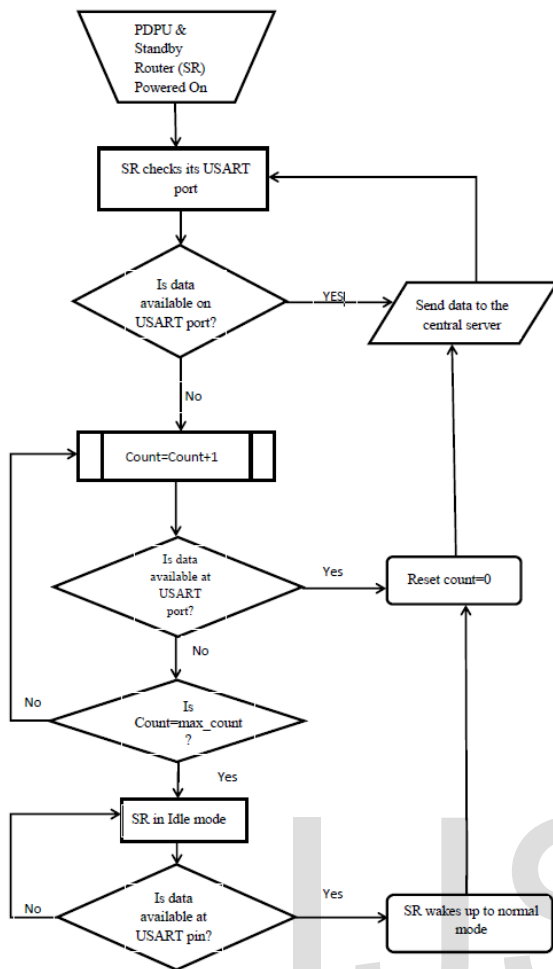 PDPU &
Standby
Router (SR)
Powered On
SR checks its USART
port
Is data
available on
USART port?
YES
Send data to the
central server
No
Count=Count+1
Is data
available at
USART
port?
Yes
Reset count=0
No
Is
Count=max_count
?
No
Yes
SR in Idle mode
Is data
available at
USART pin?
No
Yes
SR wakes up to normal
mode